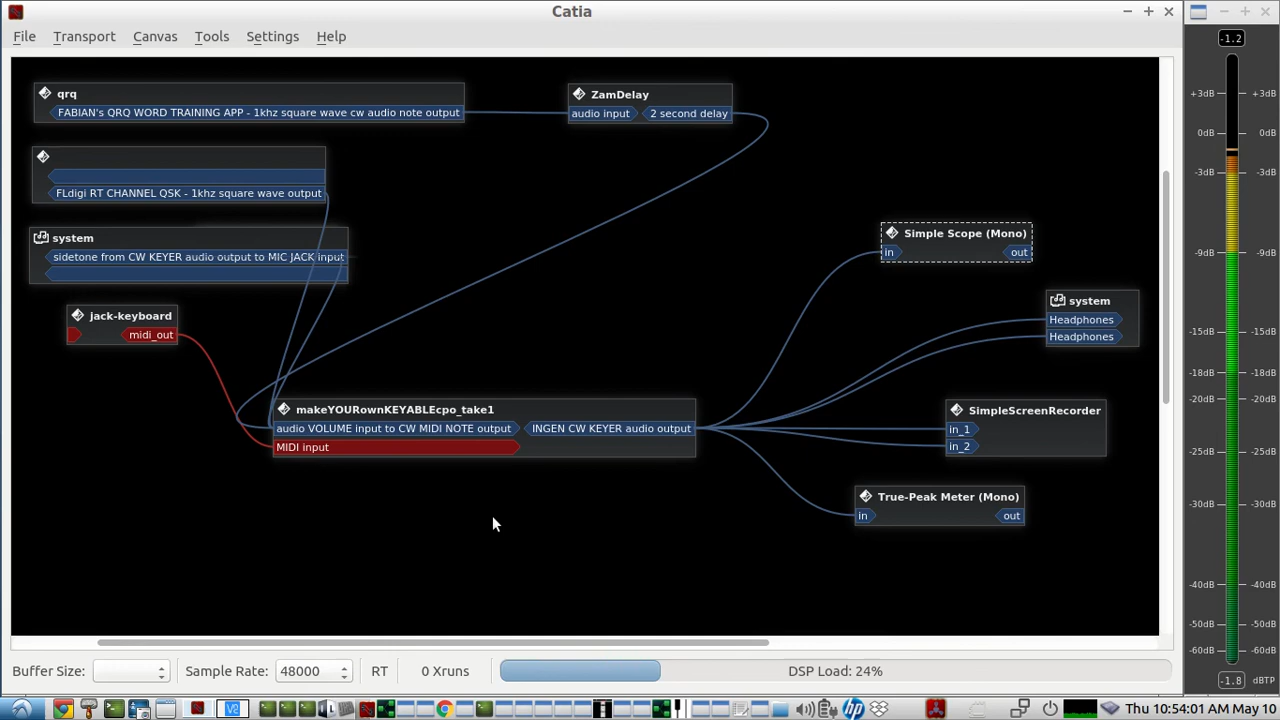 Catia
File Transport Canvas Tools Settings Help
qrq
FABIAN's QRQ WORD TRAINING APP - 1khz square wave cw audio note output
ZamDelay
audio input 2 second delay
FLdigi RT CHANNEL QSK - 1khz square wave output
system
sidetone from CW KEYER audio output to MIC JACK input
jack-keyboard
midi_out
makeYOURownKEYABLEcpo_take1
audio VOLUME input to CW MIDI NOTE output INGEN CW KEYER audio output
MIDI input
Simple Scope (Mono)
in out
system
Headphones
Headphones
SimpleScreenRecorder
in_1
in_2
True-Peak Meter (Mono)
in out
-1.2
+3dB +3dB
0dB 0dB
-3dB -3dB
-9dB -9dB
-15dB -15dB
-18dB -18dB
-20dB -20dB
-25dB -25dB
-30dB -30dB
-40dB -40dB
-50dB -50dB
-60dB -60dB
-1.8 dBTP
Buffer Size: Sample Rate: 48000 RT 0 Xruns DSP Load: 24%
Thu 10:54:01 AM May 10